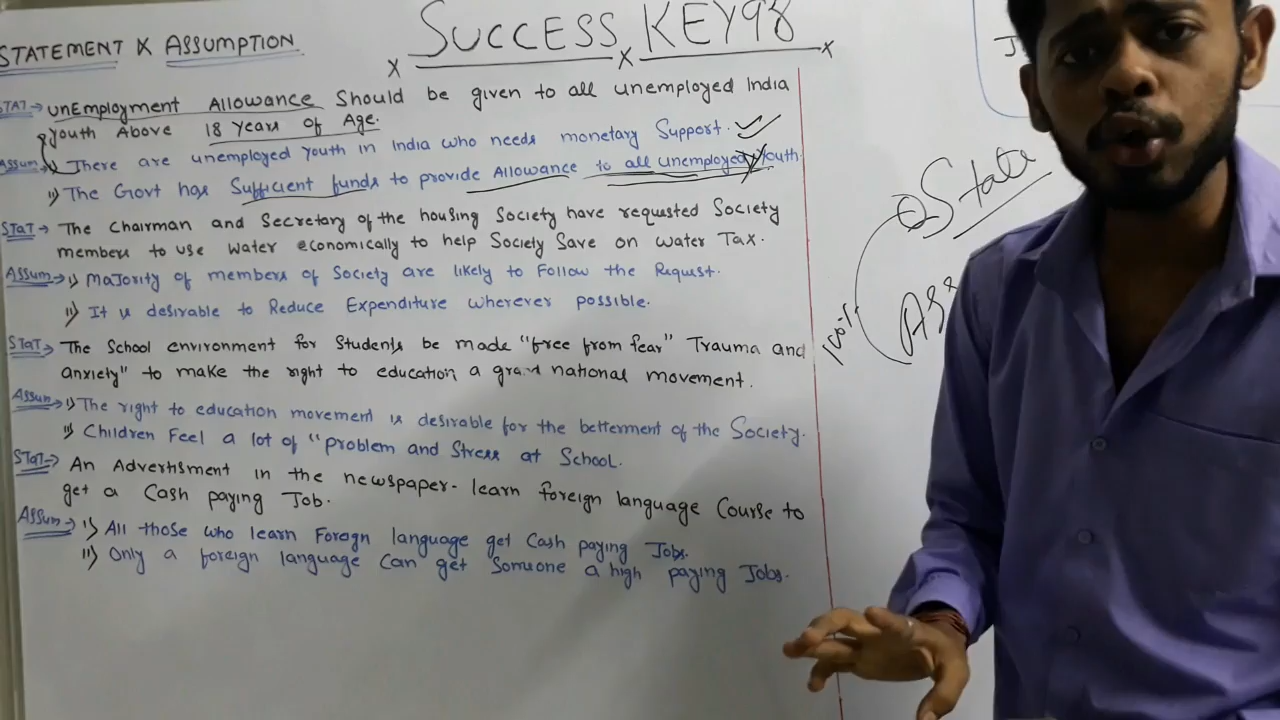 STATEMENT X ASSUMPTION
SUCCESS KEY98
STAT → UnEmployment Allowance Should be given to all unemployed India
Youth Above 18 Years of Age.
Assum → i) There are unemployed Youth in India who needs monetary Support.
ii) The Govt has Sufficient funds to provide Allowance to all unemployed Youth
STaT → The Chairman and Secretary of the housing Society have requested Society
members to use water economically to help Society Save on water Tax.
Assum → i) Majority of members of Society are likely to Follow the Request.
ii) It is desirable to Reduce Expenditure wherever possible.
STaT → The School environment for Students be made "free from fear" Trauma and
anxiety" to make the right to education a grand national movement.
Assum → i) The right to education movement is desirable for the betterment of the Society.
ii) Children Feel a lot of "problem and Stress at School.
STaT → An Advertisment in the newspaper- learn foreign language Course to
get a Cash paying Job.
Assum → i) All those who learn Foreign language get Cash paying Jobs.
ii) Only a foreign language Can get Someone a high paying Jobs.
State
Ass
100%
J